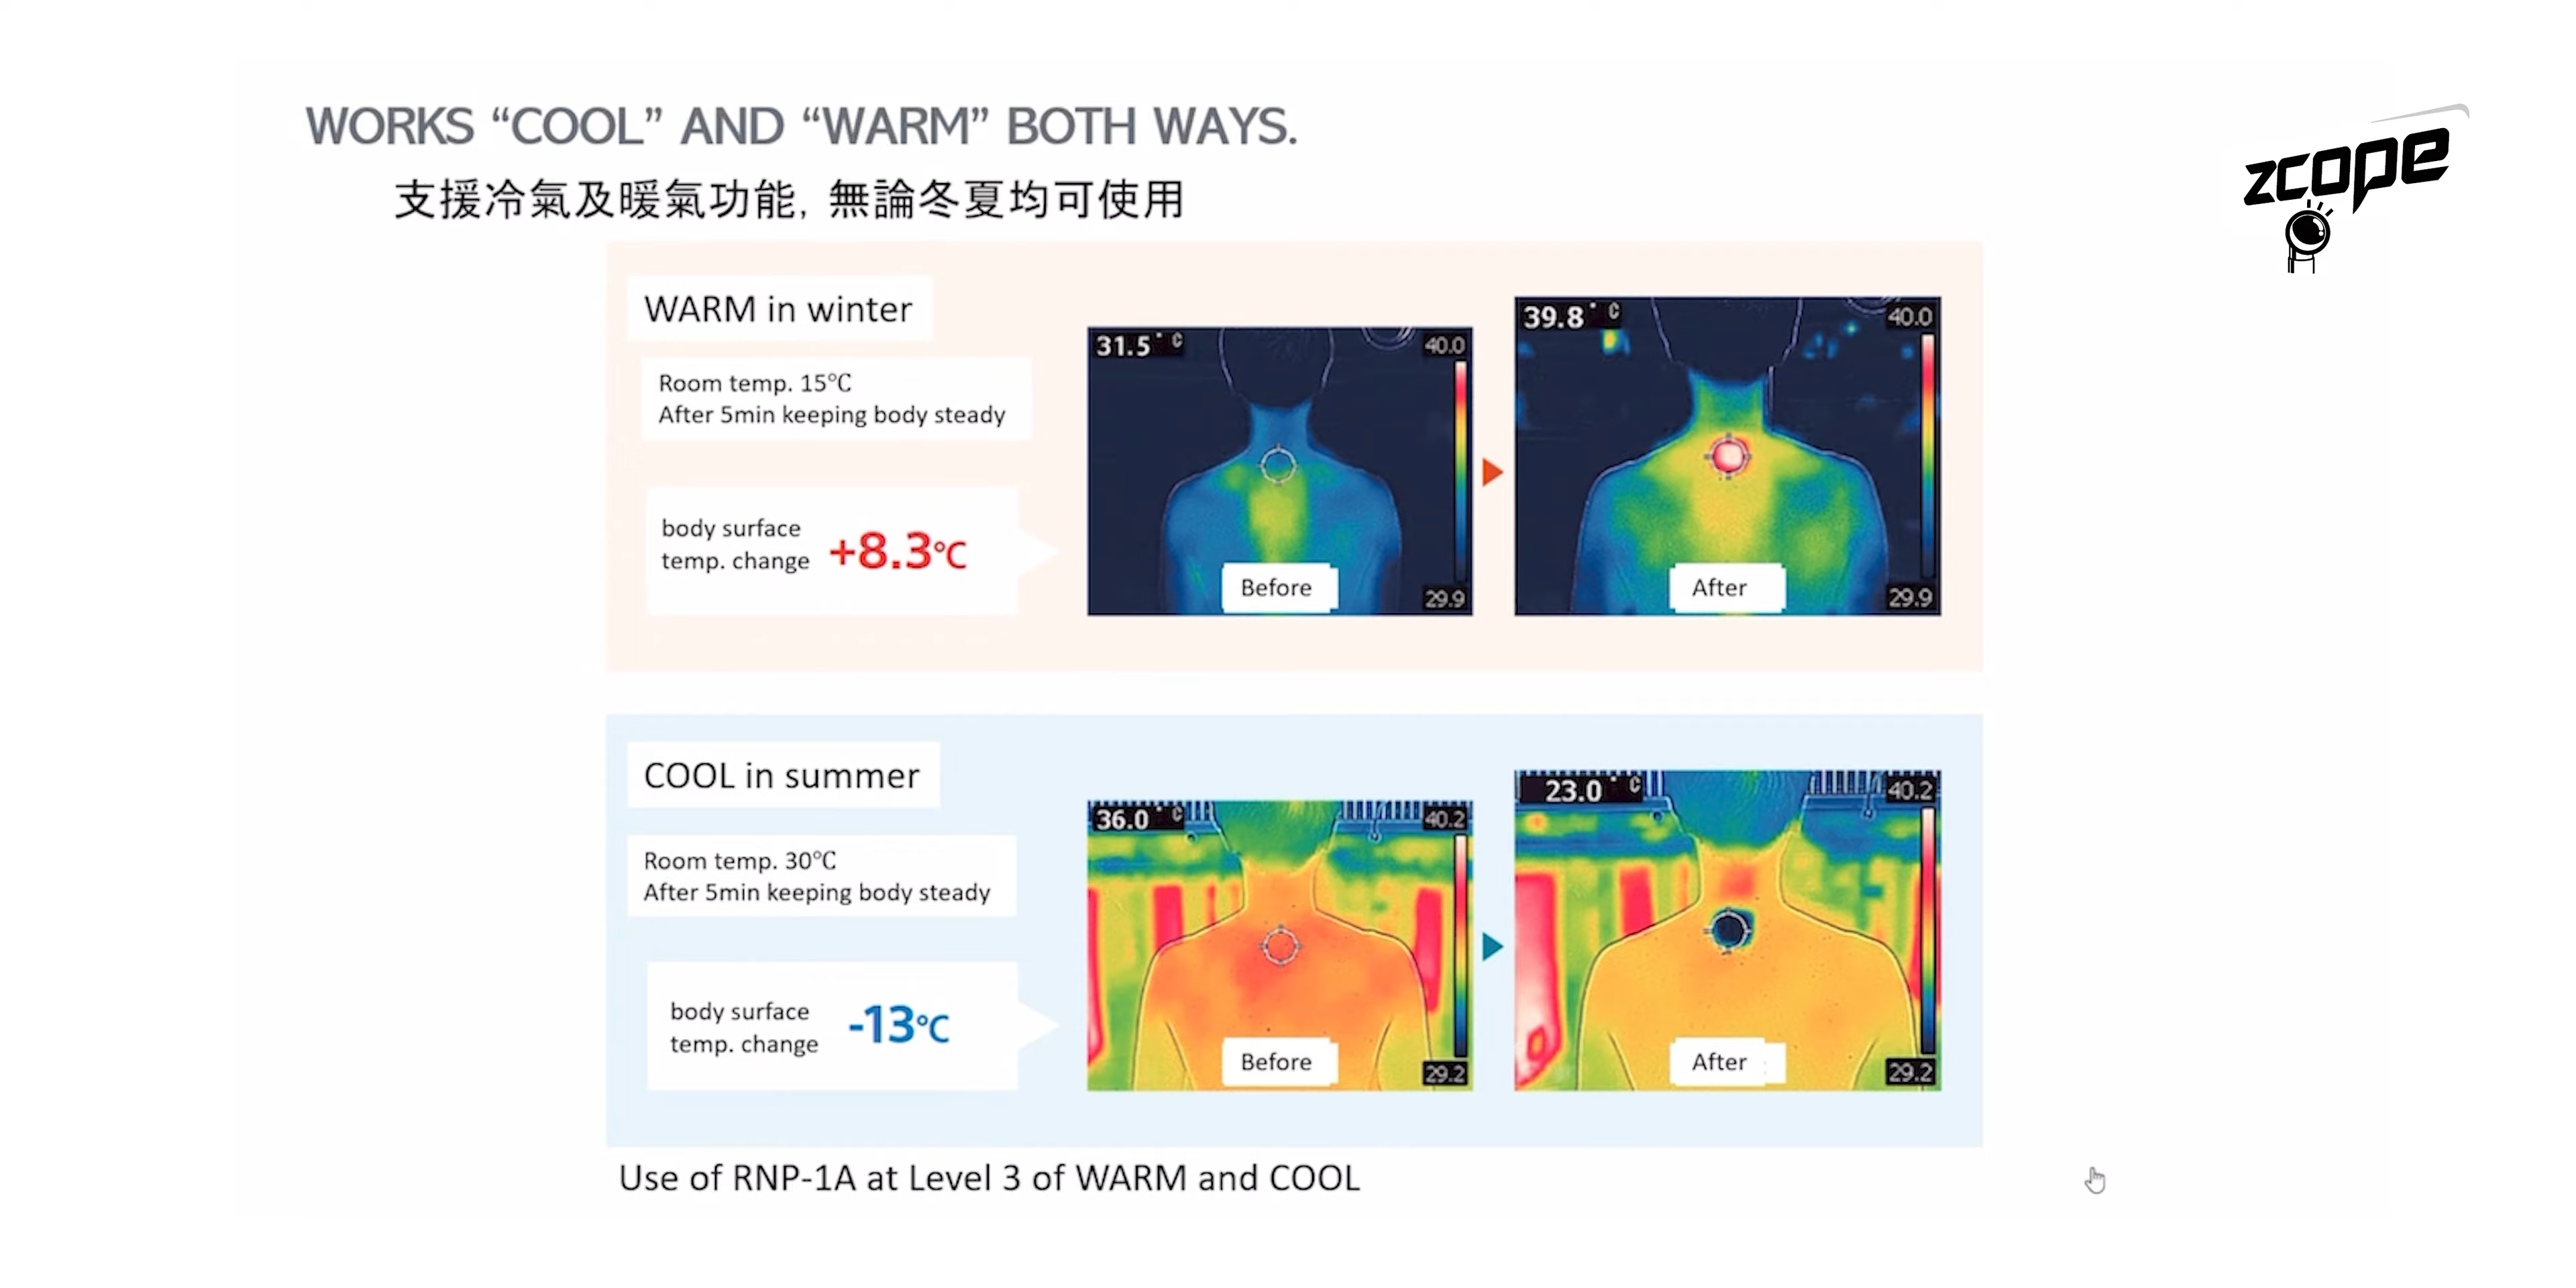 WORKS “COOL” AND “WARM” BOTH WAYS.
支援冷氣及暖氣功能, 無論冬夏均可使用
zcope
WARM in winter
Room temp. 15℃
After 5min keeping body steady
body surface
temp. change
+8.3℃
31.5°C
40.0
29.9
Before
39.8°C
40.0
29.9
After
COOL in summer
Room temp. 30℃
After 5min keeping body steady
body surface
temp. change
-13℃
36.0°C
40.2
29.2
Before
23.0°C
40.2
29.2
After
Use of RNP-1A at Level 3 of WARM and COOL